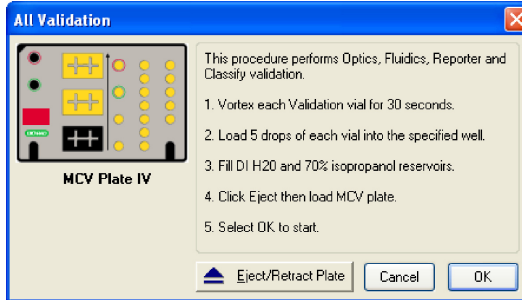 All Validation
This procedure performs Optics, Fluidics, Reporter and
Classify validation.
1. Vortex each Validation vial for 30 seconds.
2. Load 5 drops of each vial into the specified well.
3. Fill DI H20 and 70% isopropanol reservoirs.
4. Click Eject then load MCV plate.
5. Select OK to start.
MCV Plate IV
Eject/Retract Plate
Cancel
OK